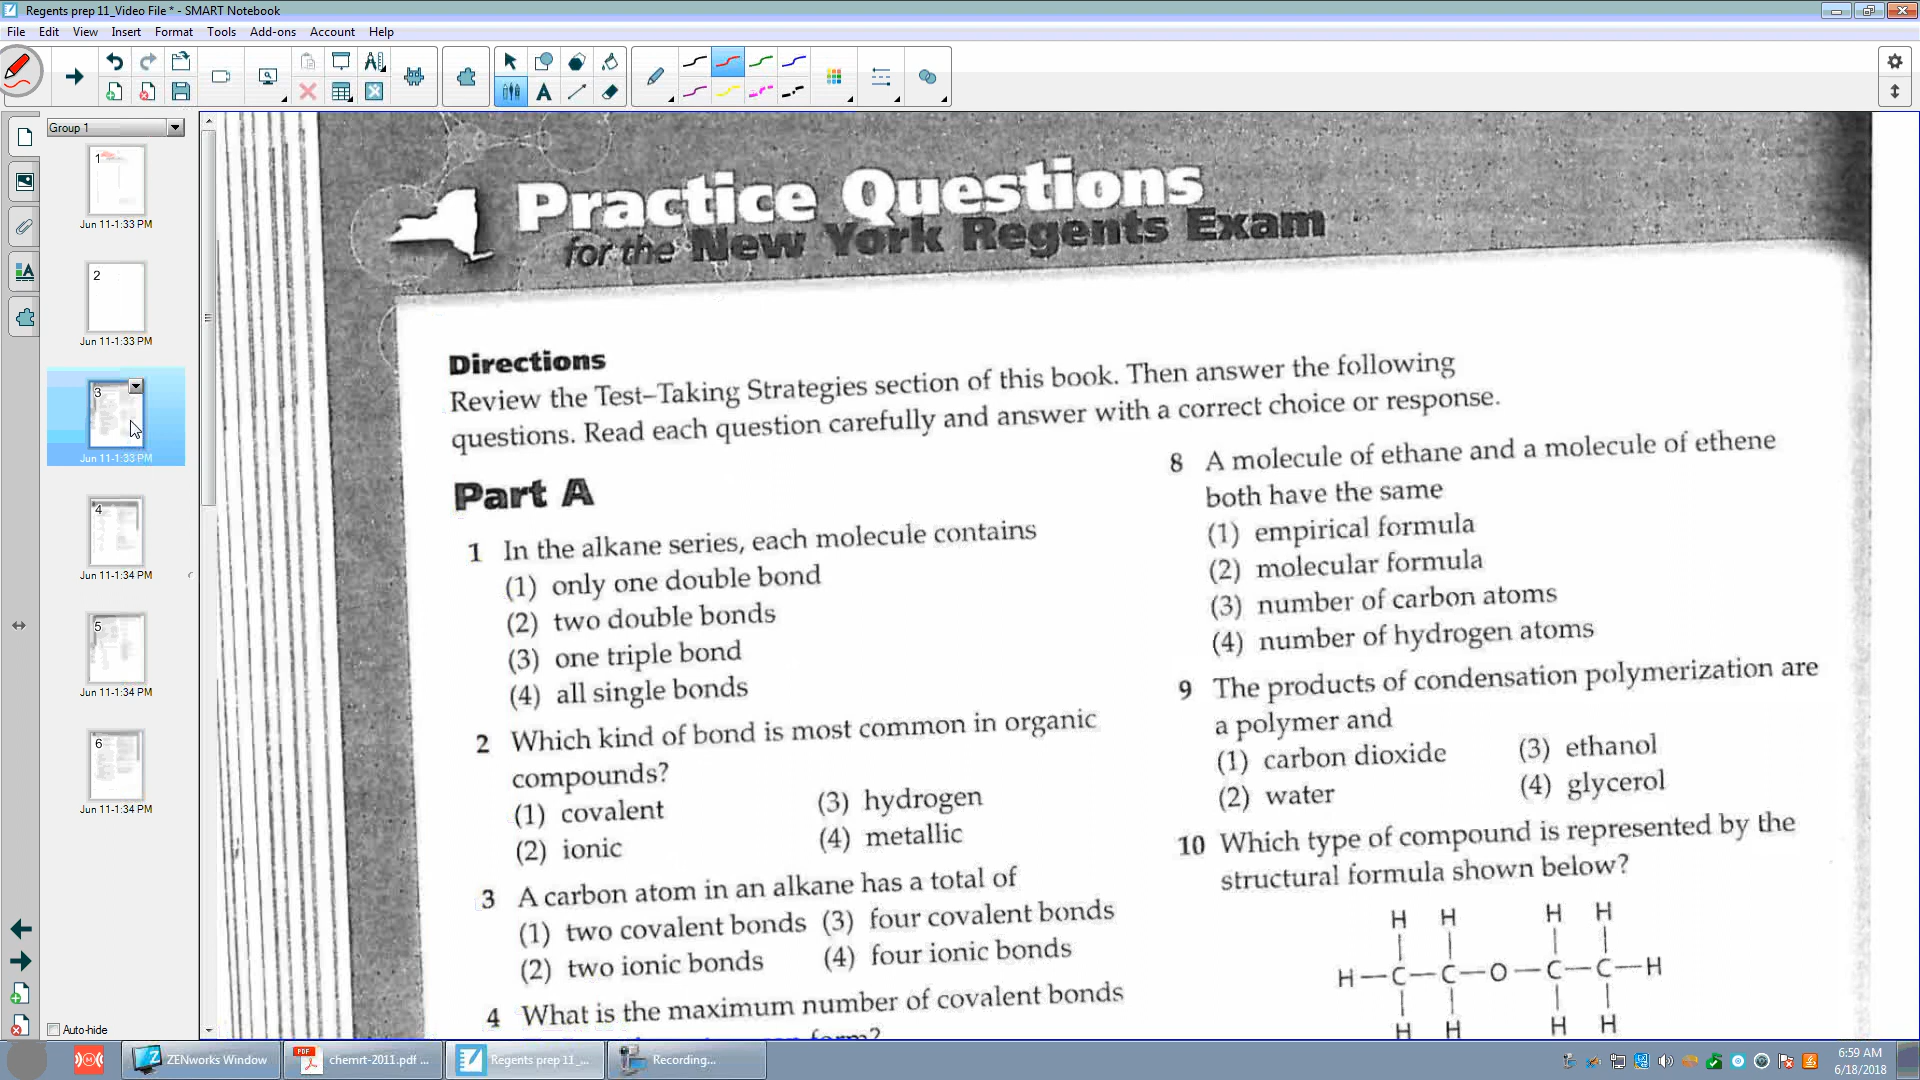 Regents prep 11_Video File * - SMART Notebook
File Edit View Insert Format Tools Add-ons Account Help
Group 1
1
Jun 11-1:33 PM
2
Jun 11-1:33 PM
3
Jun 11-1:33 PM
4
Jun 11-1:34 PM
5
Jun 11-1:34 PM
6
Jun 11-1:34 PM
Auto-hide
Practice Questions
for the New York Regents Exam
Directions
Review the Test–Taking Strategies section of this book. Then answer the following
questions. Read each question carefully and answer with a correct choice or response.
Part A
1 In the alkane series, each molecule contains
(1) only one double bond
(2) two double bonds
(3) one triple bond
(4) all single bonds
2 Which kind of bond is most common in organic
compounds?
(1) covalent (3) hydrogen
(2) ionic (4) metallic
3 A carbon atom in an alkane has a total of
(1) two covalent bonds (3) four covalent bonds
(2) two ionic bonds (4) four ionic bonds
4 What is the maximum number of covalent bonds
8 A molecule of ethane and a molecule of ethene
both have the same
(1) empirical formula
(2) molecular formula
(3) number of carbon atoms
(4) number of hydrogen atoms
9 The products of condensation polymerization are
a polymer and
(1) carbon dioxide (3) ethanol
(2) water (4) glycerol
10 Which type of compound is represented by the
structural formula shown below?
H H H H
H—C—C—O—C—C—H
H H H H
ZENworks Window
chemrt-2011.pdf ...
Regents prep 11_...
Recording...
6:59 AM
6/18/2018